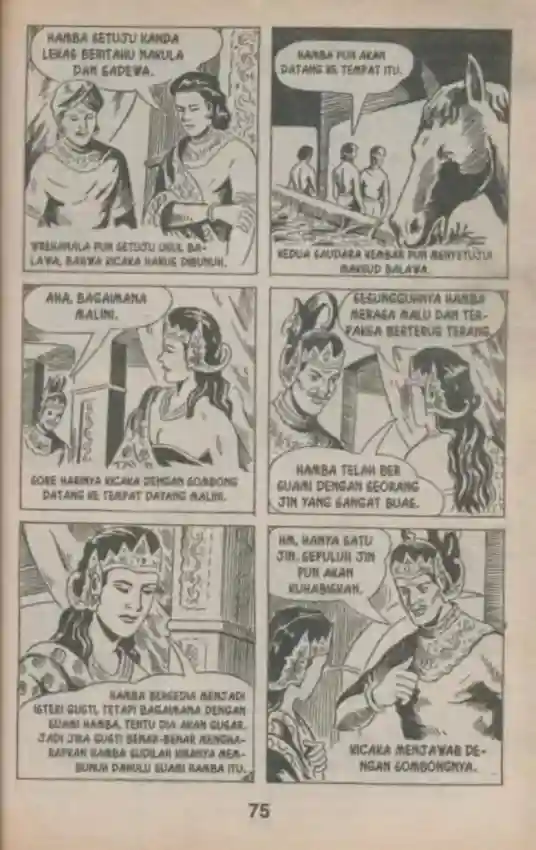 HAMBA SETUJU KANDA
LEKAS BERITAHU NAKULA
DAN SADEWA.
WREHANALA PUN SETUJU USUL BA-
LAWA, BAHWA KICAKA HARUS DIBUNUH.
HAMBA PUN AKAN
DATANG KE TEMPAT ITU.
KEDUA SAUDARA KEMBAR PUN MENYETUJUI
MAKSUD BALAWA.
AHA, BAGAIMANA
MALINI.
SORE HARINYA KICAKA DENGAN SOMBONG
DATANG KE TEMPAT DAYANG MALINI.
SESUNGGUHNYA HAMBA
MERASA MALU DAN TER-
PAKSA BERTERUS TERANG.
HAMBA TELAH BER
SUAMI DENGAN SEORANG
JIN YANG SANGAT BUAS.
HAMBA BERSEDIA MENJADI
ISTERI GUSTI, TETAPI BAGAIMANA DENGAN
SUAMI HAMBA, TENTU DIA AKAN GUSAR.
JADI JIKA GUSTI BENAR-BENAR MENGHA-
RAPKAN HAMBA SUDILAH KIRANYA MEM-
BUNUH DAHULU SUAMI HAMBA ITU.
HM, HANYA SATU
JIN. SEPULUH JIN
PUN AKAN
KUHABISKAN.
KICAKA MENJAWAB DE-
NGAN SOMBONGNYA.
75